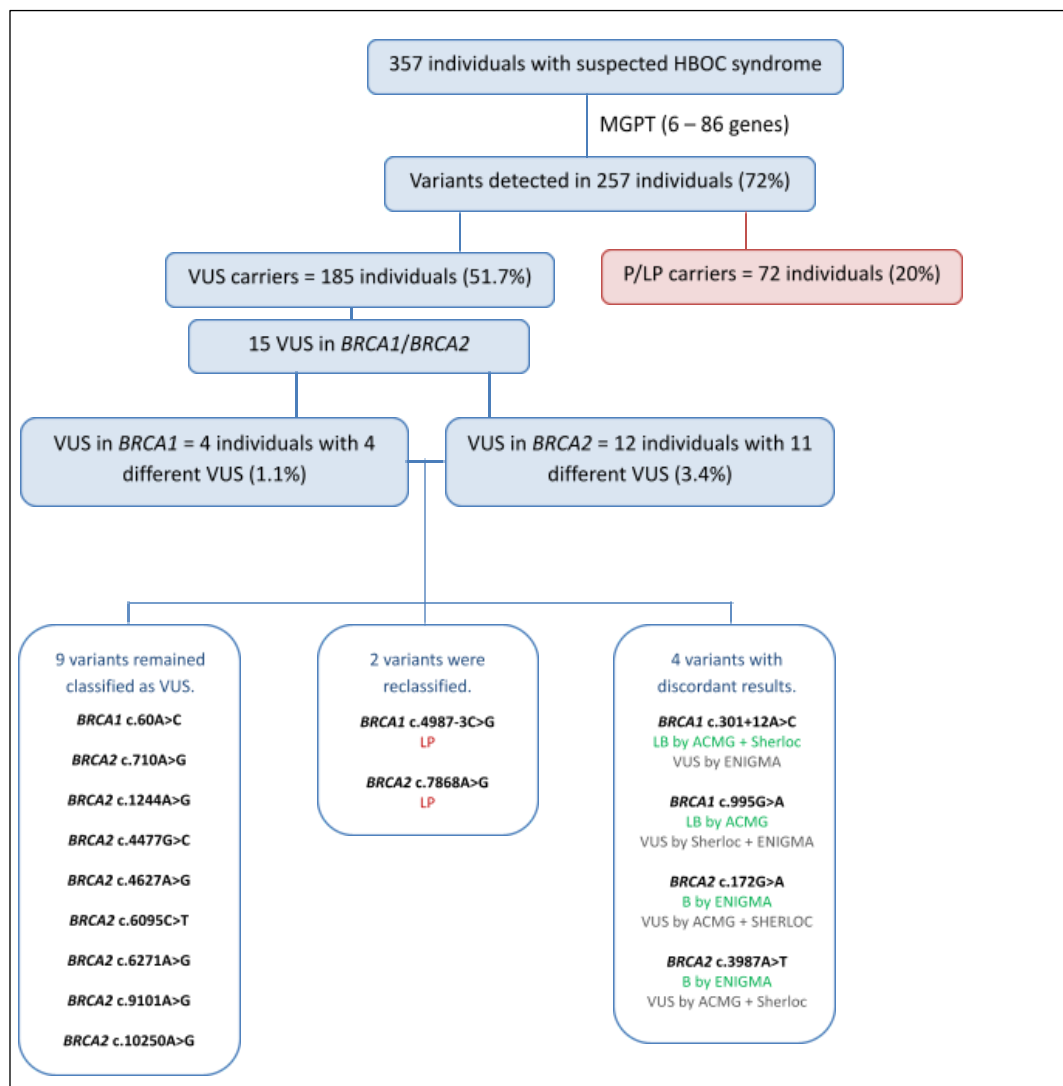 357 individuals with suspected HBOC syndrome
MGPT (6 – 86 genes)
Variants detected in 257 individuals (72%)
VUS carriers = 185 individuals (51.7%)
P/LP carriers = 72 individuals (20%)
15 VUS in BRCA1/BRCA2
VUS in BRCA1 = 4 individuals with 4
different VUS (1.1%)
VUS in BRCA2 = 12 individuals with 11
different VUS (3.4%)
9 variants remained
classified as VUS.
BRCA1 c.60A>C
BRCA2 c.710A>G
BRCA2 c.1244A>G
BRCA2 c.4477G>C
BRCA2 c.4627A>G
BRCA2 c.6095C>T
BRCA2 c.6271A>G
BRCA2 c.9101A>G
BRCA2 c.10250A>G
2 variants were
reclassified.
BRCA1 c.4987-3C>G
LP
BRCA2 c.7868A>G
LP
4 variants with
discordant results.
BRCA1 c.301+12A>C
LB by ACMG + Sherloc
VUS by ENIGMA
BRCA1 c.995G>A
LB by ACMG
VUS by Sherloc + ENIGMA
BRCA2 c.172G>A
B by ENIGMA
VUS by ACMG + SHERLOC
BRCA2 c.3987A>T
B by ENIGMA
VUS by ACMG + Sherloc